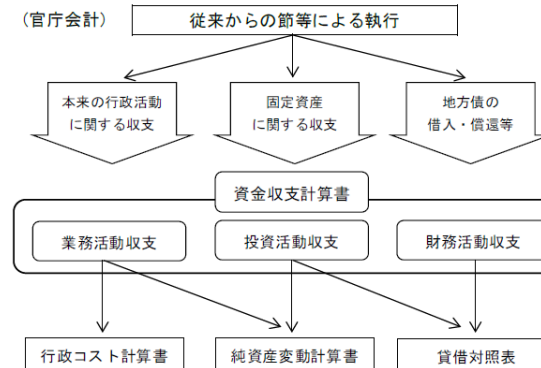 (官庁会計)
従来からの節等による執行
本来の行政活動
に関する収支
固定資産
に関する収支
地方債の
借入・償還等
資金収支計算書
業務活動収支
投資活動収支
財務活動収支
行政コスト計算書
純資産変動計算書
貸借対照表